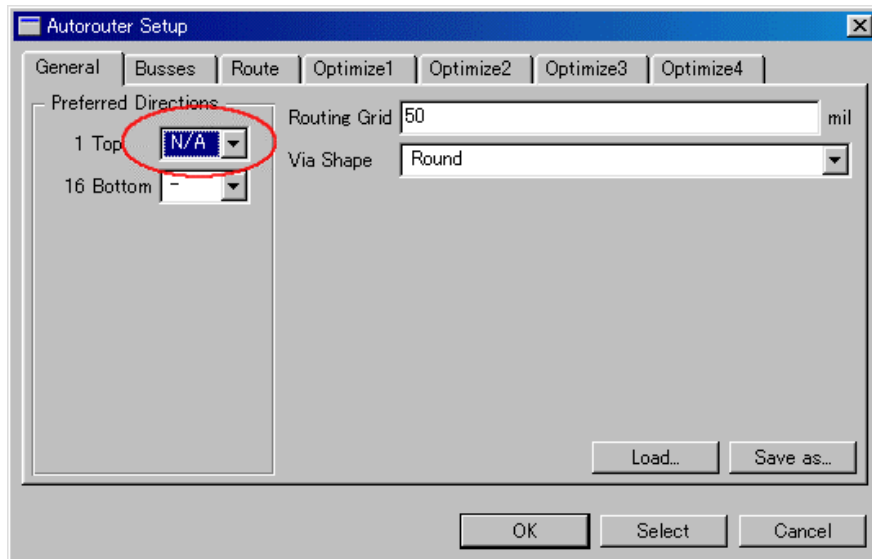 Autorouter Setup
General Busses Route Optimize1 Optimize2 Optimize3 Optimize4
Preferred Directions
1 Top N/A
16 Bottom -
Routing Grid 50 mil
Via Shape Round
Load... Save as...
OK Select Cancel